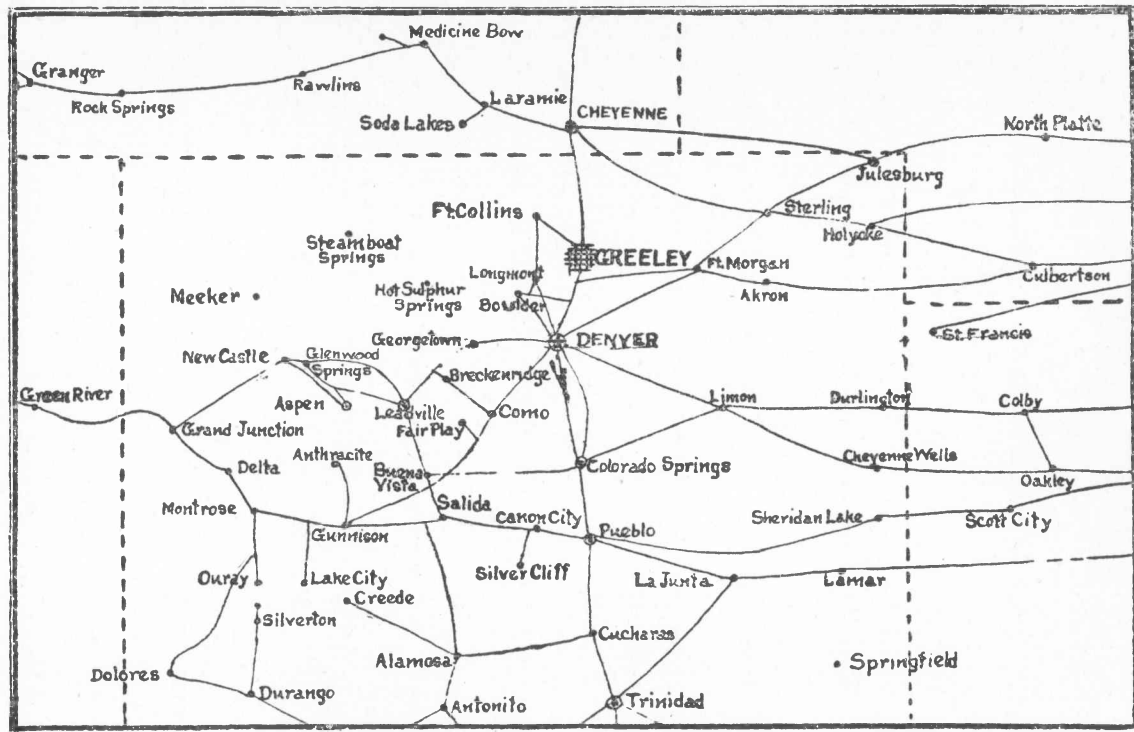 Medicine Bow
Granger
Rock Springs
Rawlins
Laramie
Soda Lakes
CHEYENNE
North Platte
Julesburg
Ft. Collins
Sterling
Holyoke
Steamboat
Springs
GREELEY
Longmont
Ft. Morgan
Culbertson
Meeker
Hot Sulphur
Springs
Boulder
Akron
Georgetown
DENVER
St. Francis
New Castle
Glenwood
Springs
Breckenridge
Green River
Aspen
Leadville
Como
Limon
Durlington
Colby
Fair Play
Grand Junction
Anthracite
Delta
Buena
Vista
Colorado Springs
Cheyenne Wells
Oakley
Montrose
Gunnison
Salida
Canon City
Pueblo
Sheridan Lake
Scott City
Ouray
Lake City
Silver Cliff
La Junta
Lamar
Creede
Silverton
Cucharas
Alamosa
Springfield
Dolores
Durango
Antonito
Trinidad